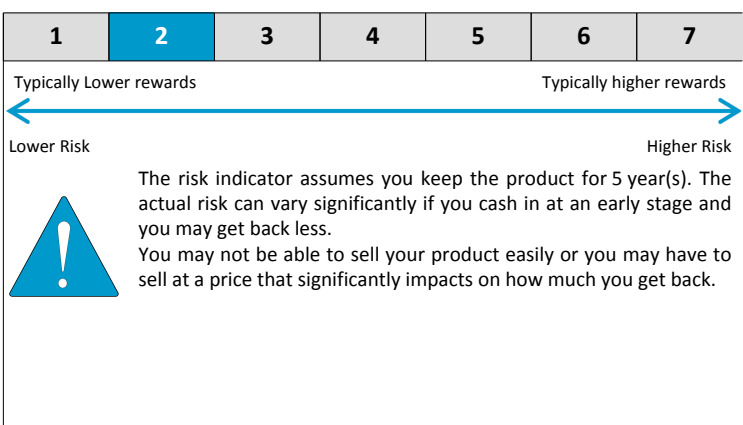 1 2 3 4 5 6 7
Typically Lower rewards Typically higher rewards
Lower Risk Higher Risk
The risk indicator assumes you keep the product for 5 year(s). The
actual risk can vary significantly if you cash in at an early stage and
you may get back less.
You may not be able to sell your product easily or you may have to
sell at a price that significantly impacts on how much you get back.